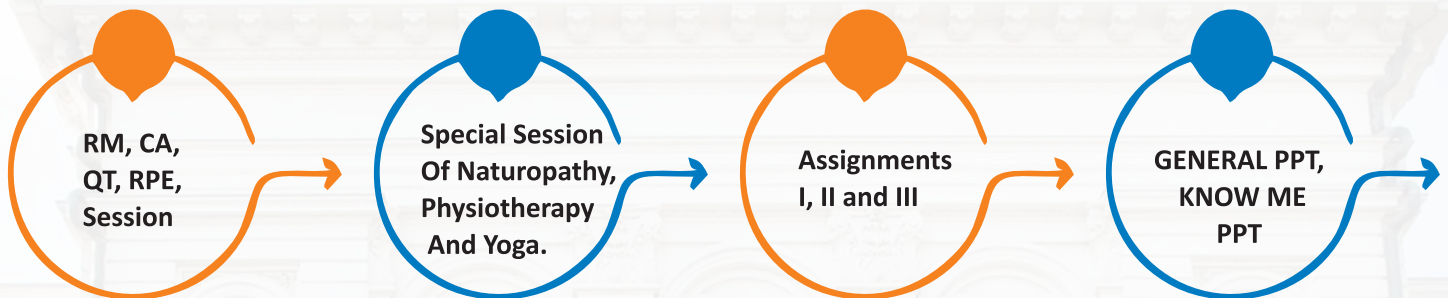 RM, CA,
QT, RPE,
Session
Special Session
Of Naturopathy,
Physiotherapy
And Yoga.
Assignments
I, II and III
GENERAL PPT,
KNOW ME
PPT